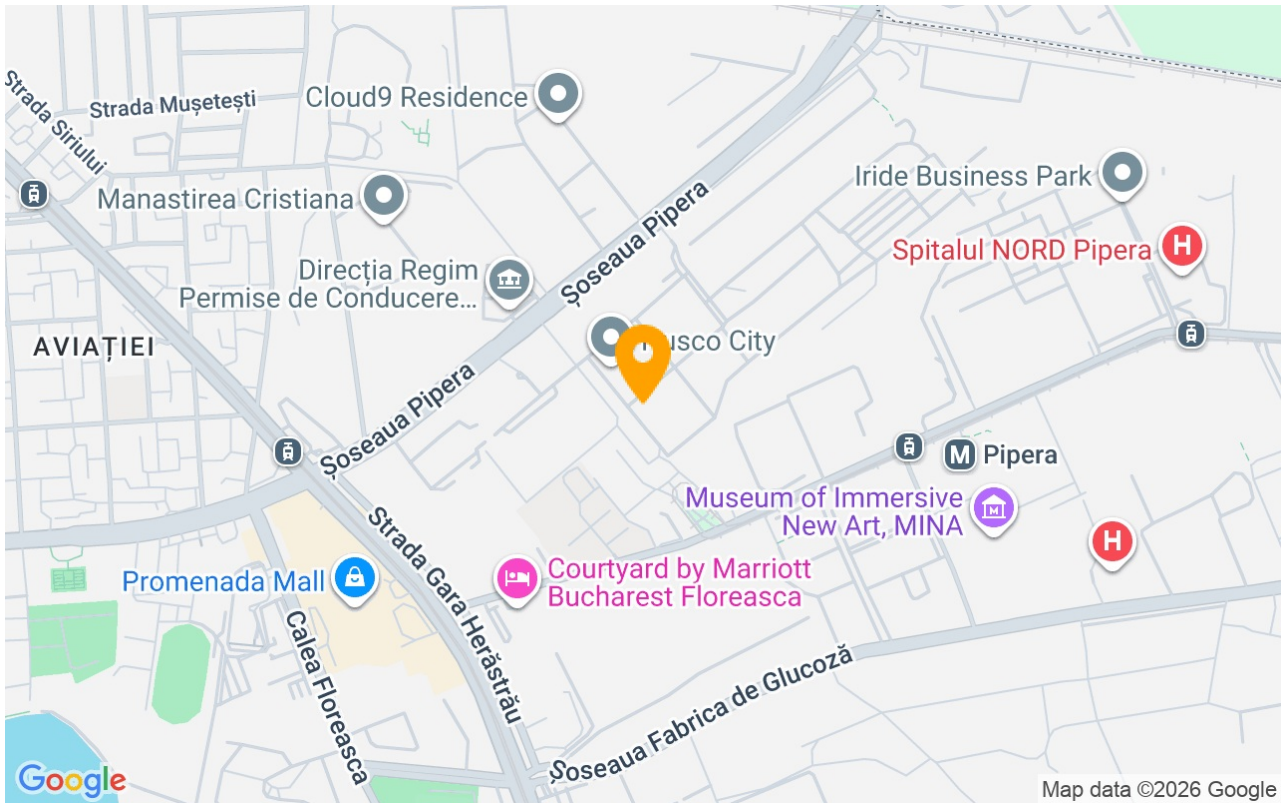 Strada Mușetești
Strada Siriului
Cloud9 Residence
Manastirea Cristiana
Iride Business Park
Șoseaua Pipera
Spitalul NORD Pipera
H
Direcția Regim
Permise de Conducere...
AVIAȚIEI
City
Șoseaua Pipera
M Pipera
Museum of Immersive
New Art, MINA
H
Strada Gara Herăstrău
Promenada Mall
Courtyard by Marriott
Bucharest Floreasca
Calea Floreasca
Șoseaua Fabrica de Glucoză
Google
Map data ©2026 Google